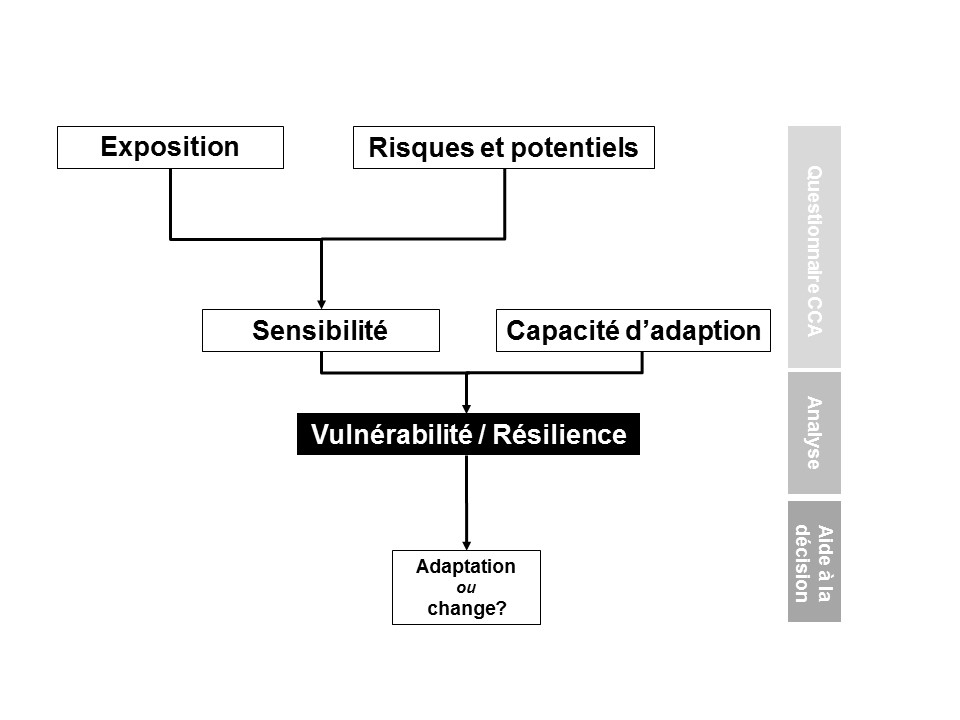 Exposition
Risques et potentiels
Sensibilité
Capacité d’adaption
Vulnérabilité / Résilience
Adaptation
ou
change?
Questionnaire CCA
Analyse
Aide à la
décision